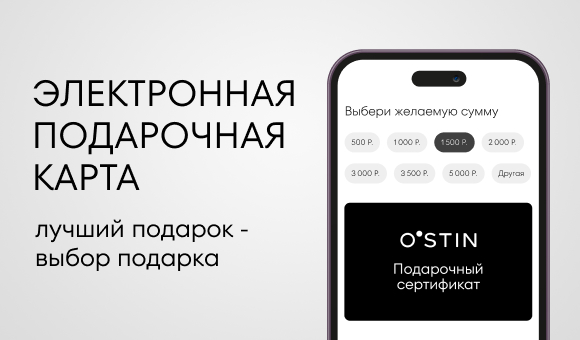 ЭЛЕКТРОННАЯ
ПОДАРОЧНАЯ
КАРТА
лучший подарок -
выбор подарка
Выбери желаемую сумму
500 Р. 1 000 Р. 1 500 Р. 2 000 Р.
3 000 Р. 3 500 Р. 5 000 Р. Другая
O'STIN
Подарочный
сертификат